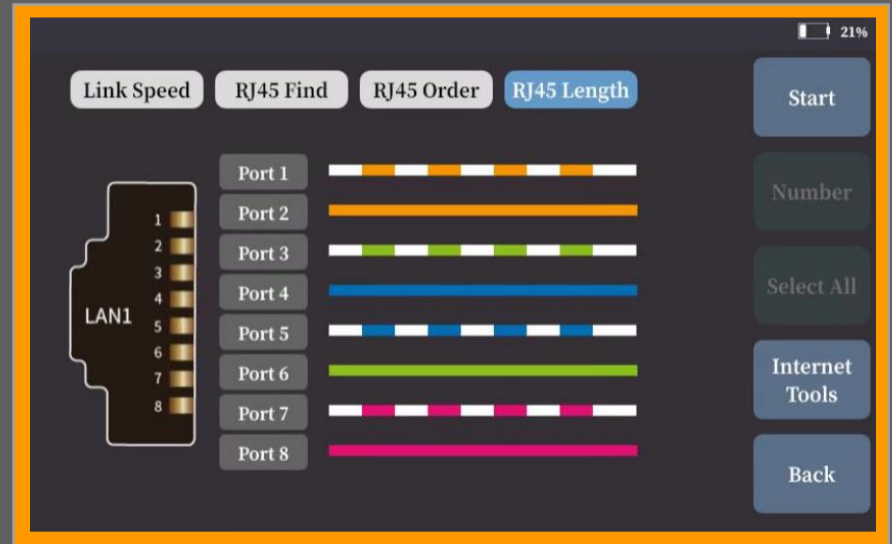 21%
Link Speed
RJ45 Find
RJ45 Order
RJ45 Length
Start
Number
Select All
Internet
Tools
Back
LAN1
1
2
3
4
5
6
7
8
Port 1
Port 2
Port 3
Port 4
Port 5
Port 6
Port 7
Port 8